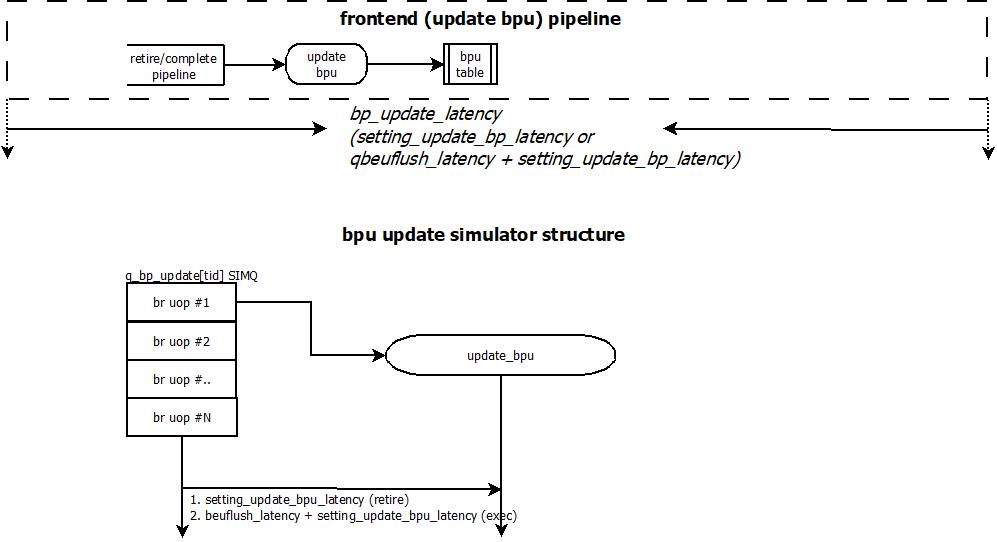 frontend (update bpu) pipeline
retire/complete
pipeline
update
bpu
bpu
table
bp_update_latency
(setting_update_bp_latency or
qbeuflush_latency + setting_update_bp_latency)
bpu update simulator structure
q_bp_update[tid] SIMQ
br uop #1
br uop #2
br uop #..
br uop #N
update_bpu
1. setting_update_bpu_latency (retire)
2. beuflush_latency + setting_update_bpu_latency (exec)